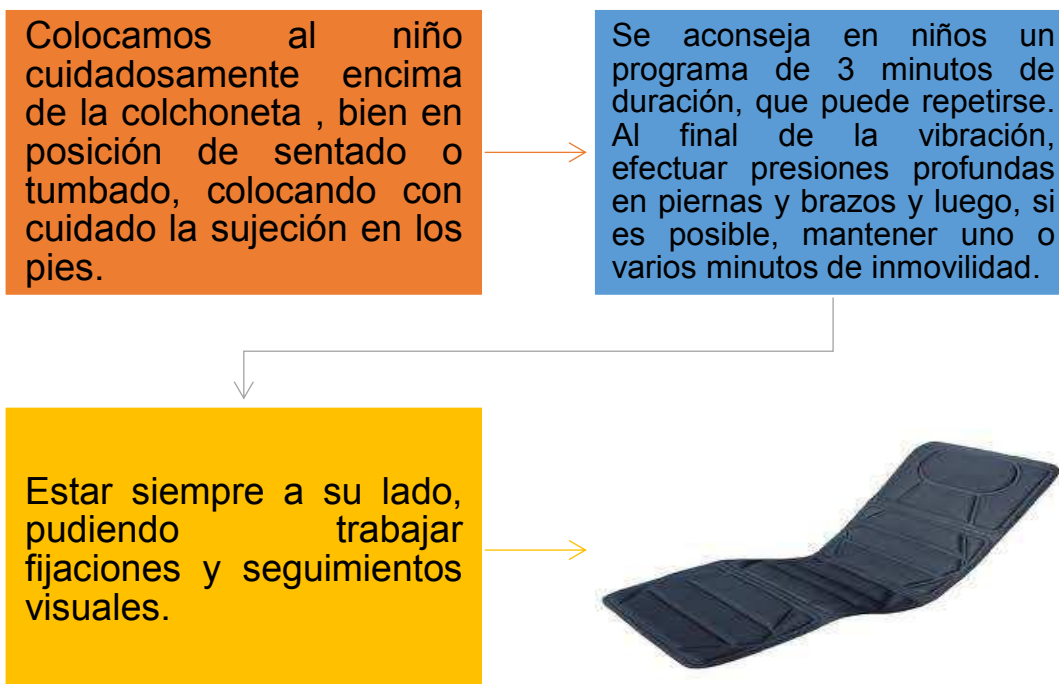 Colocamos al niño
cuidadosamente encima
de la colchoneta , bien en
posición de sentado o
tumbado, colocando con
cuidado la sujeción en los
pies.
Se aconseja en niños un
programa de 3 minutos de
duración, que puede repetirse.
Al final de la vibración,
efectuar presiones profundas
en piernas y brazos y luego, si
es posible, mantener uno o
varios minutos de inmovilidad.
Estar siempre a su lado,
pudiendo trabajar
fijaciones y seguimientos
visuales.